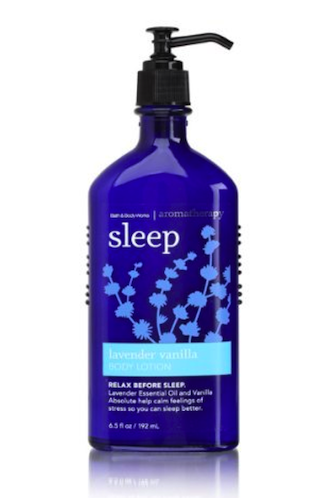 Bath & Body Works | aromatherapy
sleep
lavender vanilla
BODY LOTION
RELAX BEFORE SLEEP.
Lavender Essential Oil and Vanilla
Absolute help calm feelings of
stress so you can sleep better.
6.5 fl oz / 192 mL